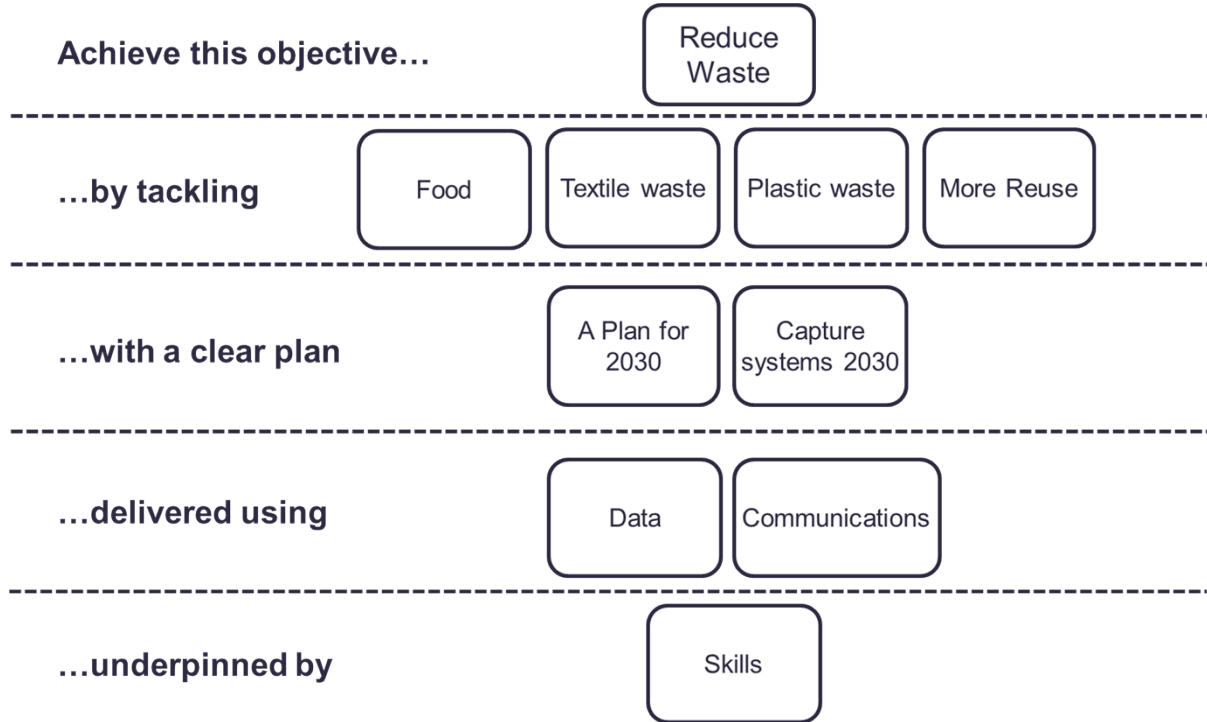 Achieve this objective…
Reduce
Waste
…by tackling
Food
Textile waste
Plastic waste
More Reuse
…with a clear plan
A Plan for
2030
Capture
systems 2030
…delivered using
Data
Communications
…underpinned by
Skills